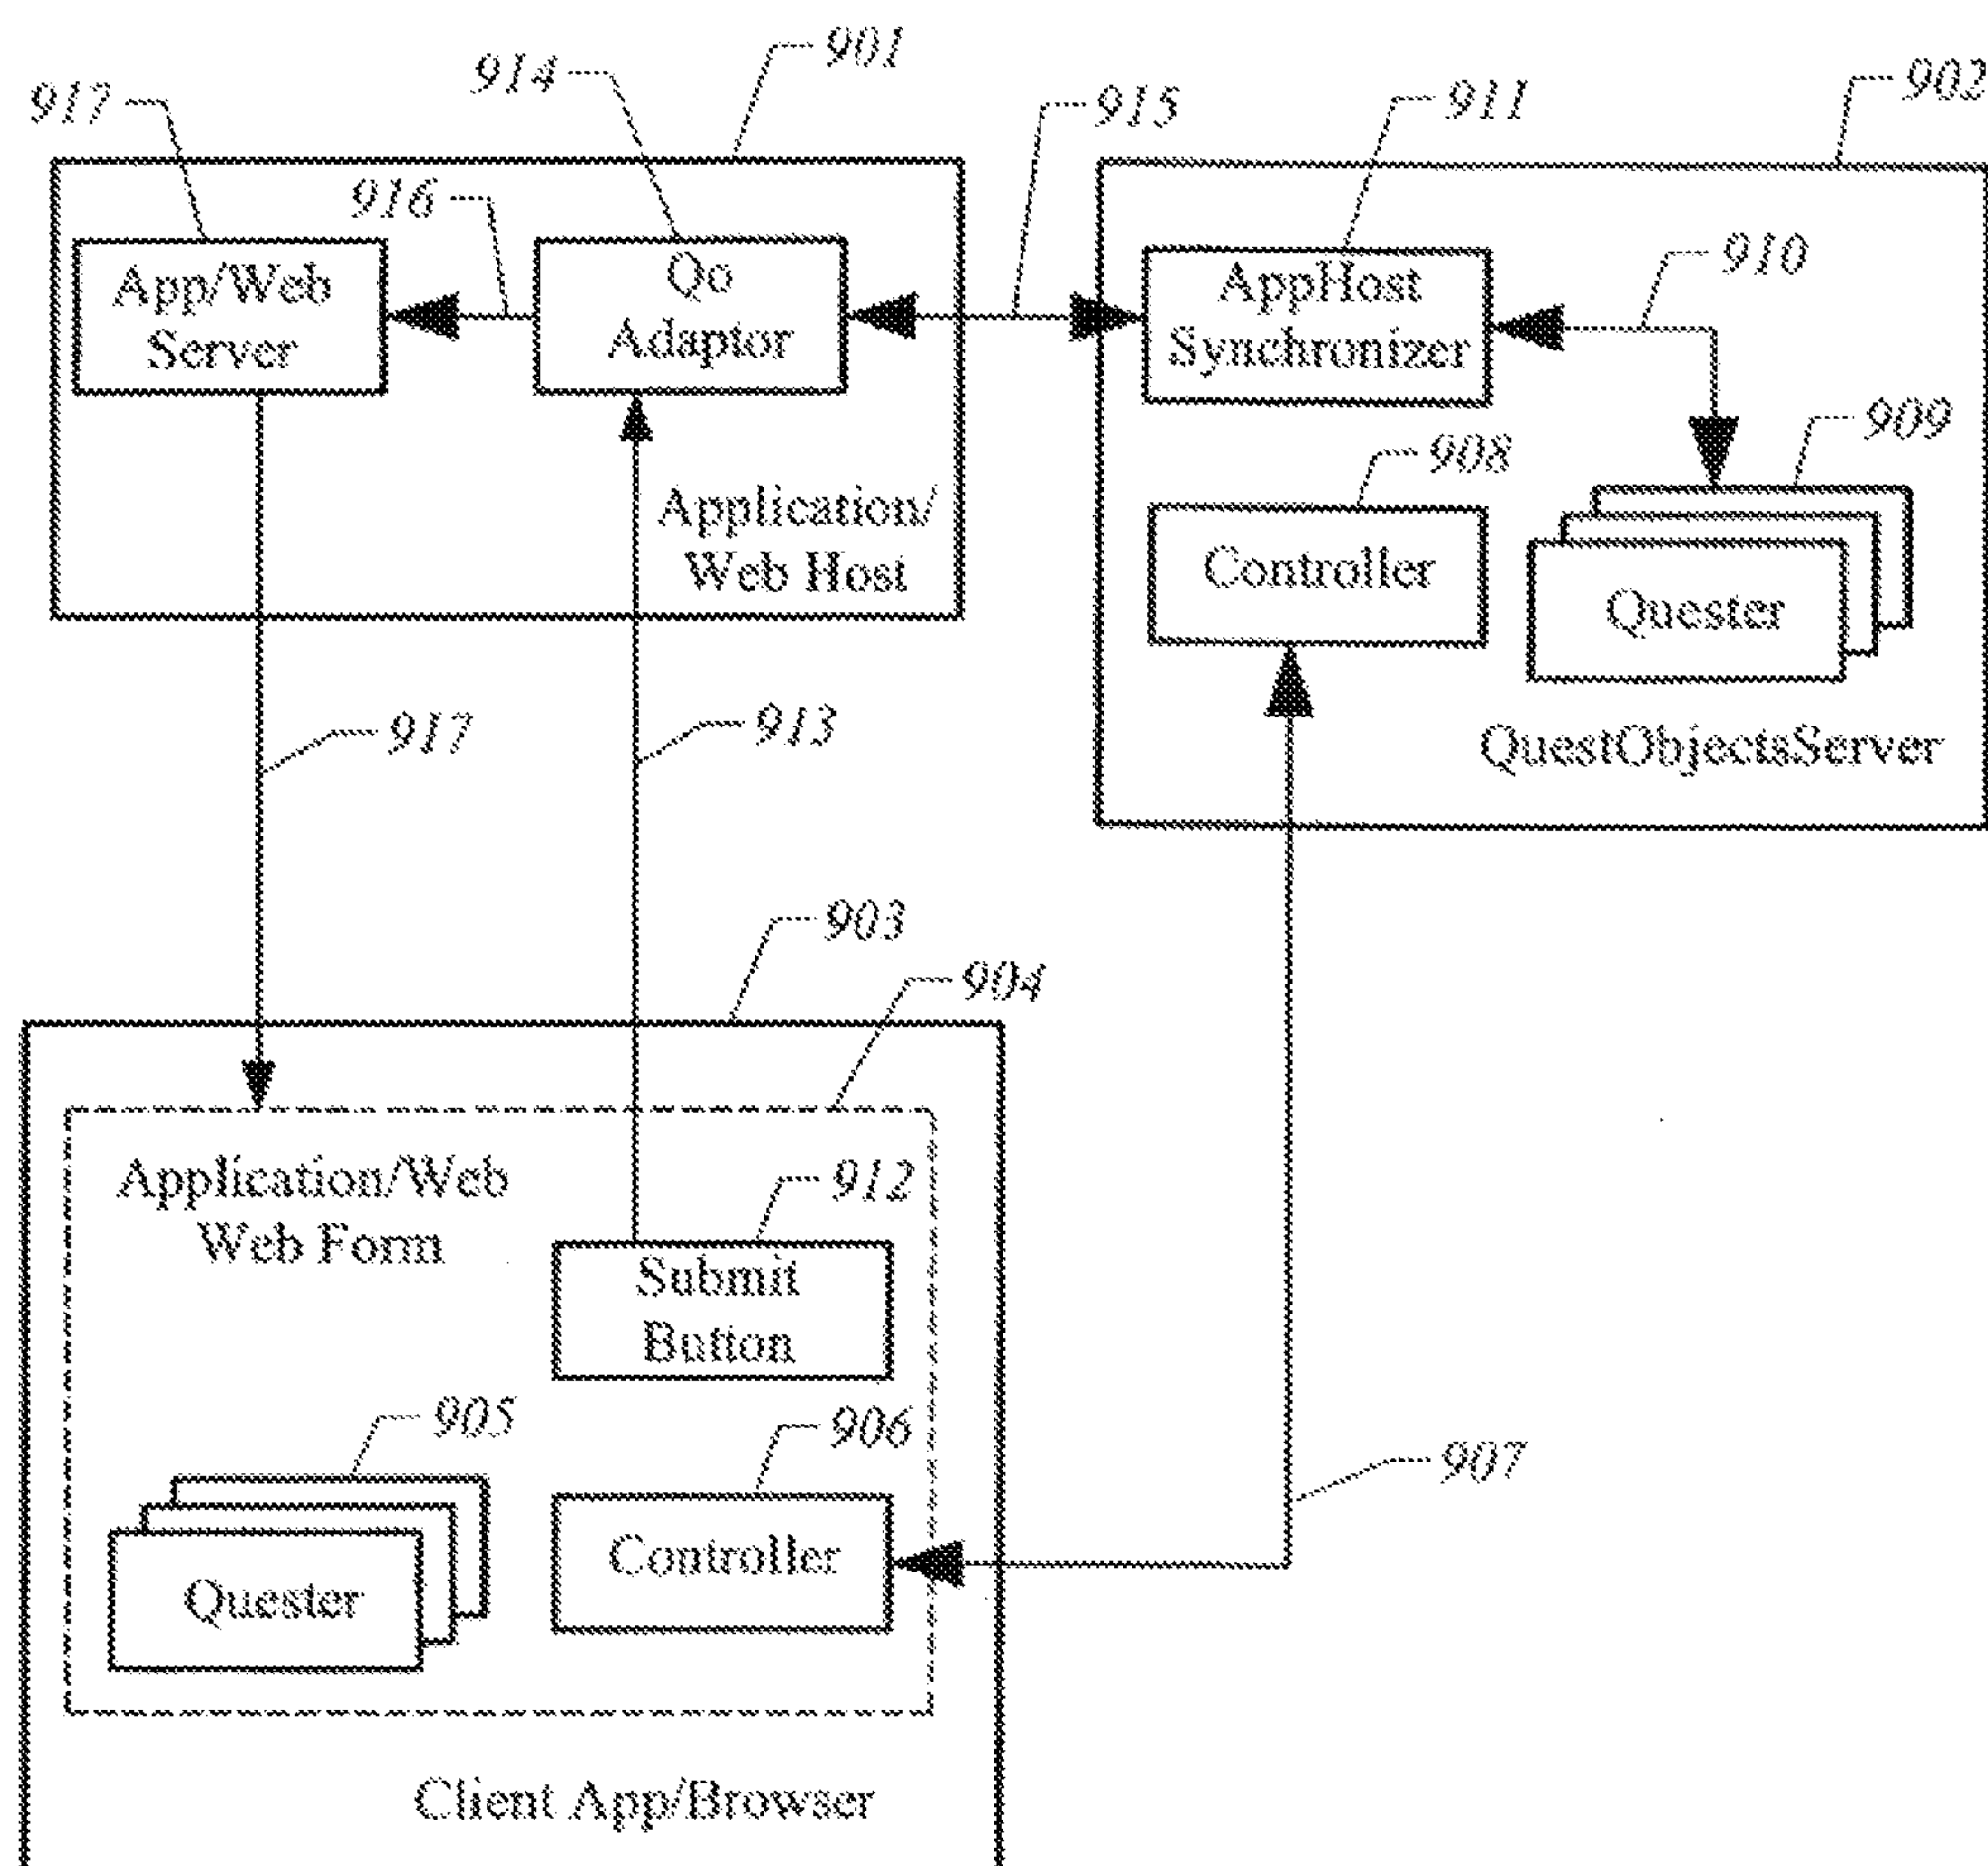 901
914
917
915
911
902
916
App/Web
Server
Qo
Adaptor
AppHost
Synchronizer
910
909
908
Application/
Web Host
Controller
Quester
917
913
QuestObjectsServer
903
904
Application/Web
Web Form
912
Submit
Button
905
906
907
Controller
Quester
Client App/Browser